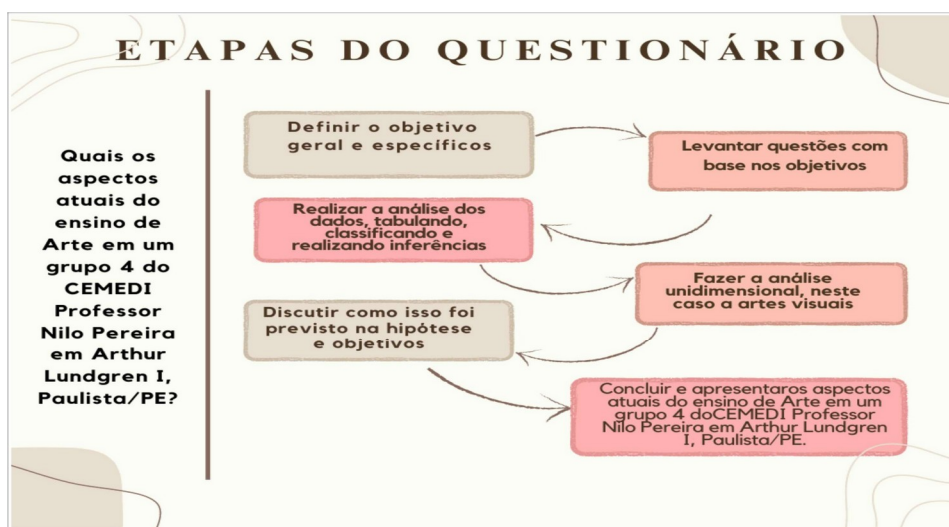 ETAPAS DO QUESTIONÁRIO
Quais os
aspectos
atuais do
ensino de
Arte em um
grupo 4 do
CEMEDI
Professor
Nilo Pereira
em Arthur
Lundgren I,
Paulista/PE?
Definir o objetivo
geral e específicos
Levantar questões com
base nos objetivos
Realizar a análise dos
dados, tabulando,
classificando e
realizando inferências
Fazer a análise
unidimensional, neste
caso a artes visuais
Discutir como isso foi
previsto na hipótese
e objetivos
Concluir e apresentaros aspectos
atuais do ensino de Arte em um
grupo 4 doCEMEDI Professor
Nilo Pereira em Arthur Lundgren
I, Paulista/PE.